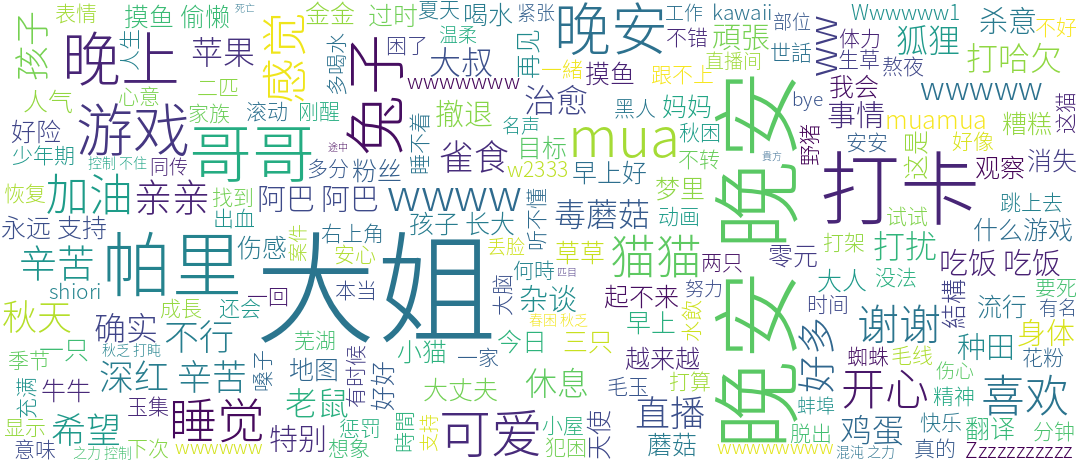 表情
摸鱼 偷懒
死亡
金金
过时
夏天
喝水
紧张
工作
kawaii
部位
Wwwwww1
杀意
不好
孩子
晚上
人生
苹果
感觉
困了
温柔
多喝水
大叔
再见
晚安
不错
頑張
世話
WW
体力
生草
熬夜
狐狸
打哈欠
二匹
兔子
wwwwwww
一緒
摸鱼
跟不上
直播间
我会
wwwww
人气
心意
游戏
家族
滚动
刚醒
哥哥
撤退
治愈
黑人
妈妈
bye
事情
muamua
糟糕
这猫
好险
少年期
途中
睡不着
名声
mua
秋困
晚安 晚安
野猪
安安
这是
好像
控制 不住
同传
多分
粉丝
雀食
目标
w2333
早上好
不转
打卡
观察
消失
恢复
加油
亲亲
找到
出血
阿巴 阿巴
wwww
梦里
动画
跳上去
永远 支持
右上角
孩子 长大
听不懂
毒蘑菇
试试
什么游戏
辛苦
帕里
伤感
案件
安心
大姐
丢脸
草草
猫猫
两只
零元
打架
打扰
shiori
一回
本当
何時
匹目
大脑
杂谈
起不来
努力
大人
没法
吃饭 吃饭
要死
秋天
成長
还会
芜湖
春困 秋乏
早上
水飲
时间
結構
流行
有名
确实
不行
今日
三只
好多
谢谢
身体
秋乏 打盹
一只
嗓子
地图
有时候
小猫
一家
越来越
蜘蛛
毛线
种田
花粉
季节
充满
牛牛
深红
辛苦
老鼠
好好
大丈夫
休息
毛玉
打算
蚌埠
开心
伤心
精神
喜欢
玉集
睡觉
惩罚
時間
支持
可爱
小屋
天使
直播
脱出
鸡蛋
快乐
翻译
分钟
显示
希望
意味
下次
之力 控制
wwwwww
特别
想象
犯困
蘑菇
wwwwwwww
混沌 之力
真的
Zzzzzzzzzzz
貴方